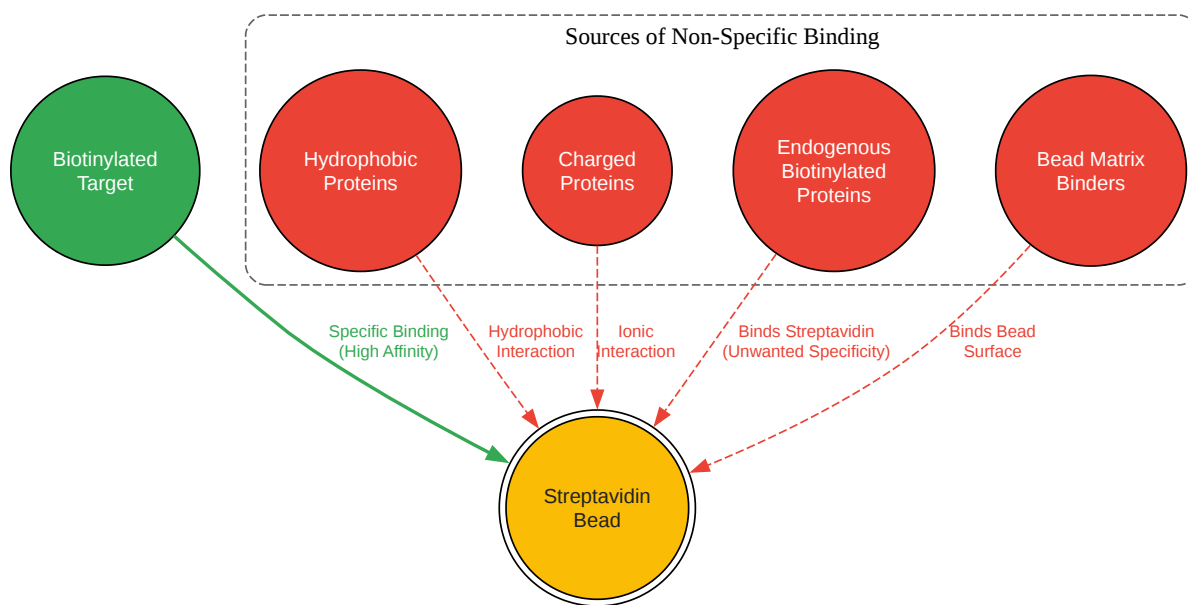 Sources of Non-Specific Binding
Biotinylated
Target
Hydrophobic
Proteins
Charged
Proteins
Endogenous
Biotinylated
Proteins
Bead Matrix
Binders
Specific Binding
(High Affinity)
Hydrophobic
Interaction
Ionic
Interaction
Binds Streptavidin
(Unwanted Specificity)
Binds Bead
Surface
Streptavidin
Bead